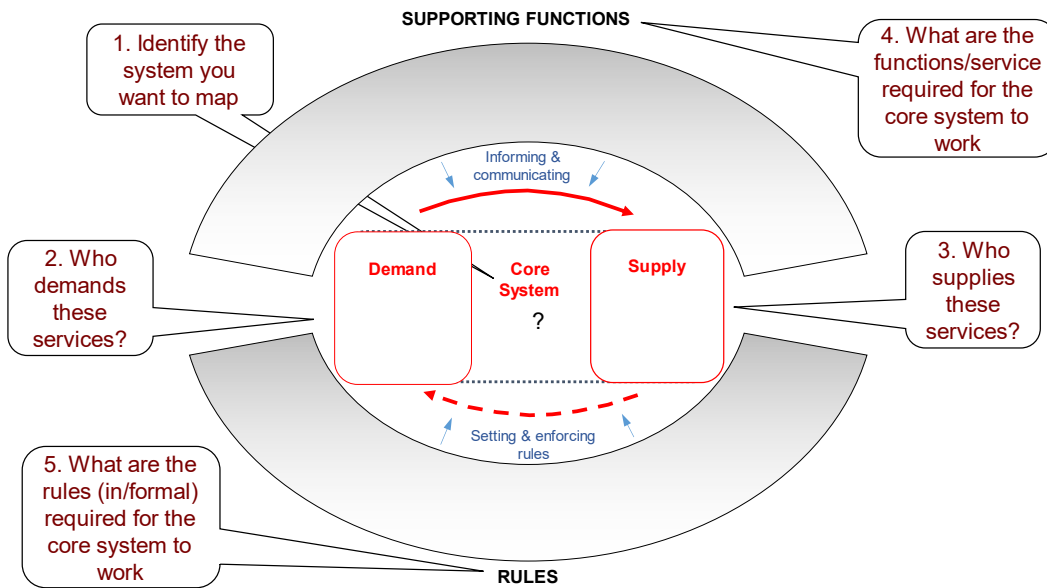 SUPPORTING FUNCTIONS
1. Identify the
system you
want to map
4. What are the
functions/service
required for the
core system to
work
Informing &
communicating
2. Who
demands
these
services?
Demand
Core
System
?
Supply
3. Who
supplies
these
services?
Setting & enforcing
rules
5. What are the
rules (in/formal)
required for the
core system to
work
RULES